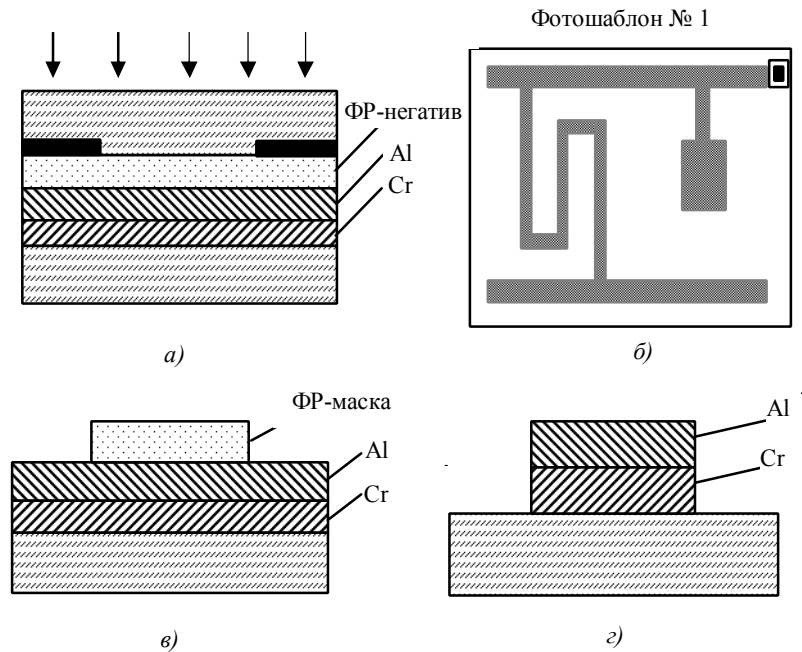 Фотошаблон № 1
ФР-негатив
Al
Cr
а)
б)
ФР-маска
Al
Cr
Al
Cr
в)
г)